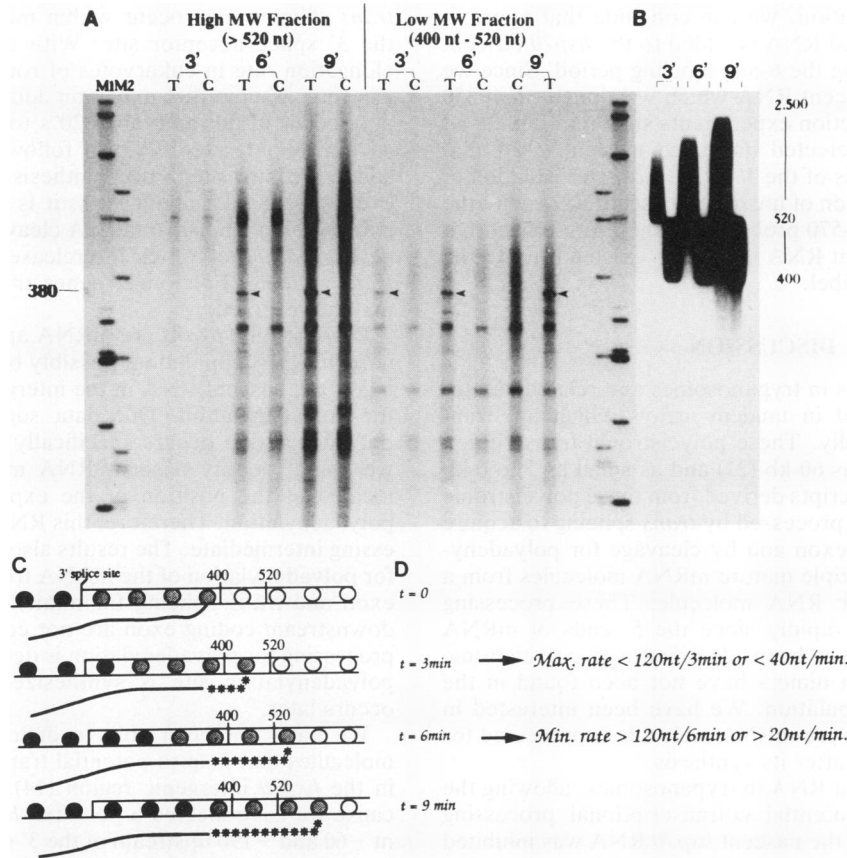 A
High MW Fraction
(> 520 nt)
Low MW Fraction
(400 nt - 520 nt)
B
3' 6' 9' 3' 6' 9'
M1M2 T C T C T C T C T C C T
3' 6' 9'
2.500
520
400
380
C
D
3' splice site
400 520
t = 0
400 520
t = 3min
Max. rate < 120nt/3min or < 40nt/min.
400 520
t = 6min
Min. rate > 120nt/6min or > 20nt/min.
400 520
t = 9 min